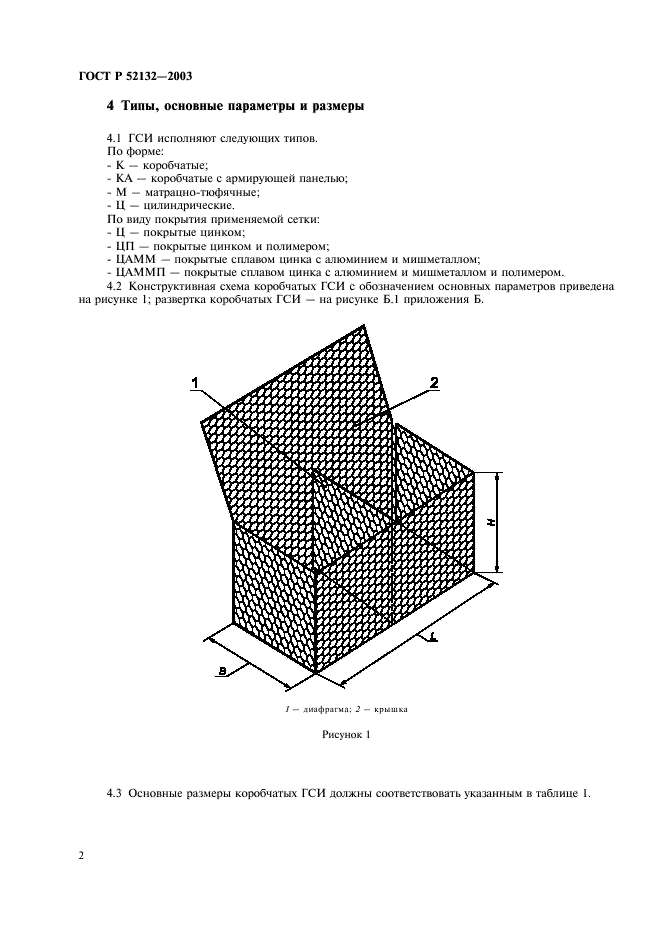 ГОСТ Р 52132—2003
4 Типы, основные параметры и размеры
4.1 ГСИ исполняют следующих типов.
По форме:
- К — коробчатые;
- КА — коробчатые с армирующей панелью;
- М — матрацно-тюфячные;
- Ц — цилиндрические.
По виду покрытия применяемой сетки:
- Ц — покрытые цинком;
- ЦП — покрытые цинком и полимером;
- ЦАММ — покрытые сплавом цинка с алюминием и мишметаллом;
- ЦАММП — покрытые сплавом цинка с алюминием и мишметаллом и полимером.
4.2 Конструктивная схема коробчатых ГСИ с обозначением основных параметров приведена
на рисунке 1; развертка коробчатых ГСИ — на рисунке Б.1 приложения Б.
1
2
H
L
B
1 — диафрагма; 2 — крышка
Рисунок 1
4.3 Основные размеры коробчатых ГСИ должны соответствовать указанным в таблице 1.
2